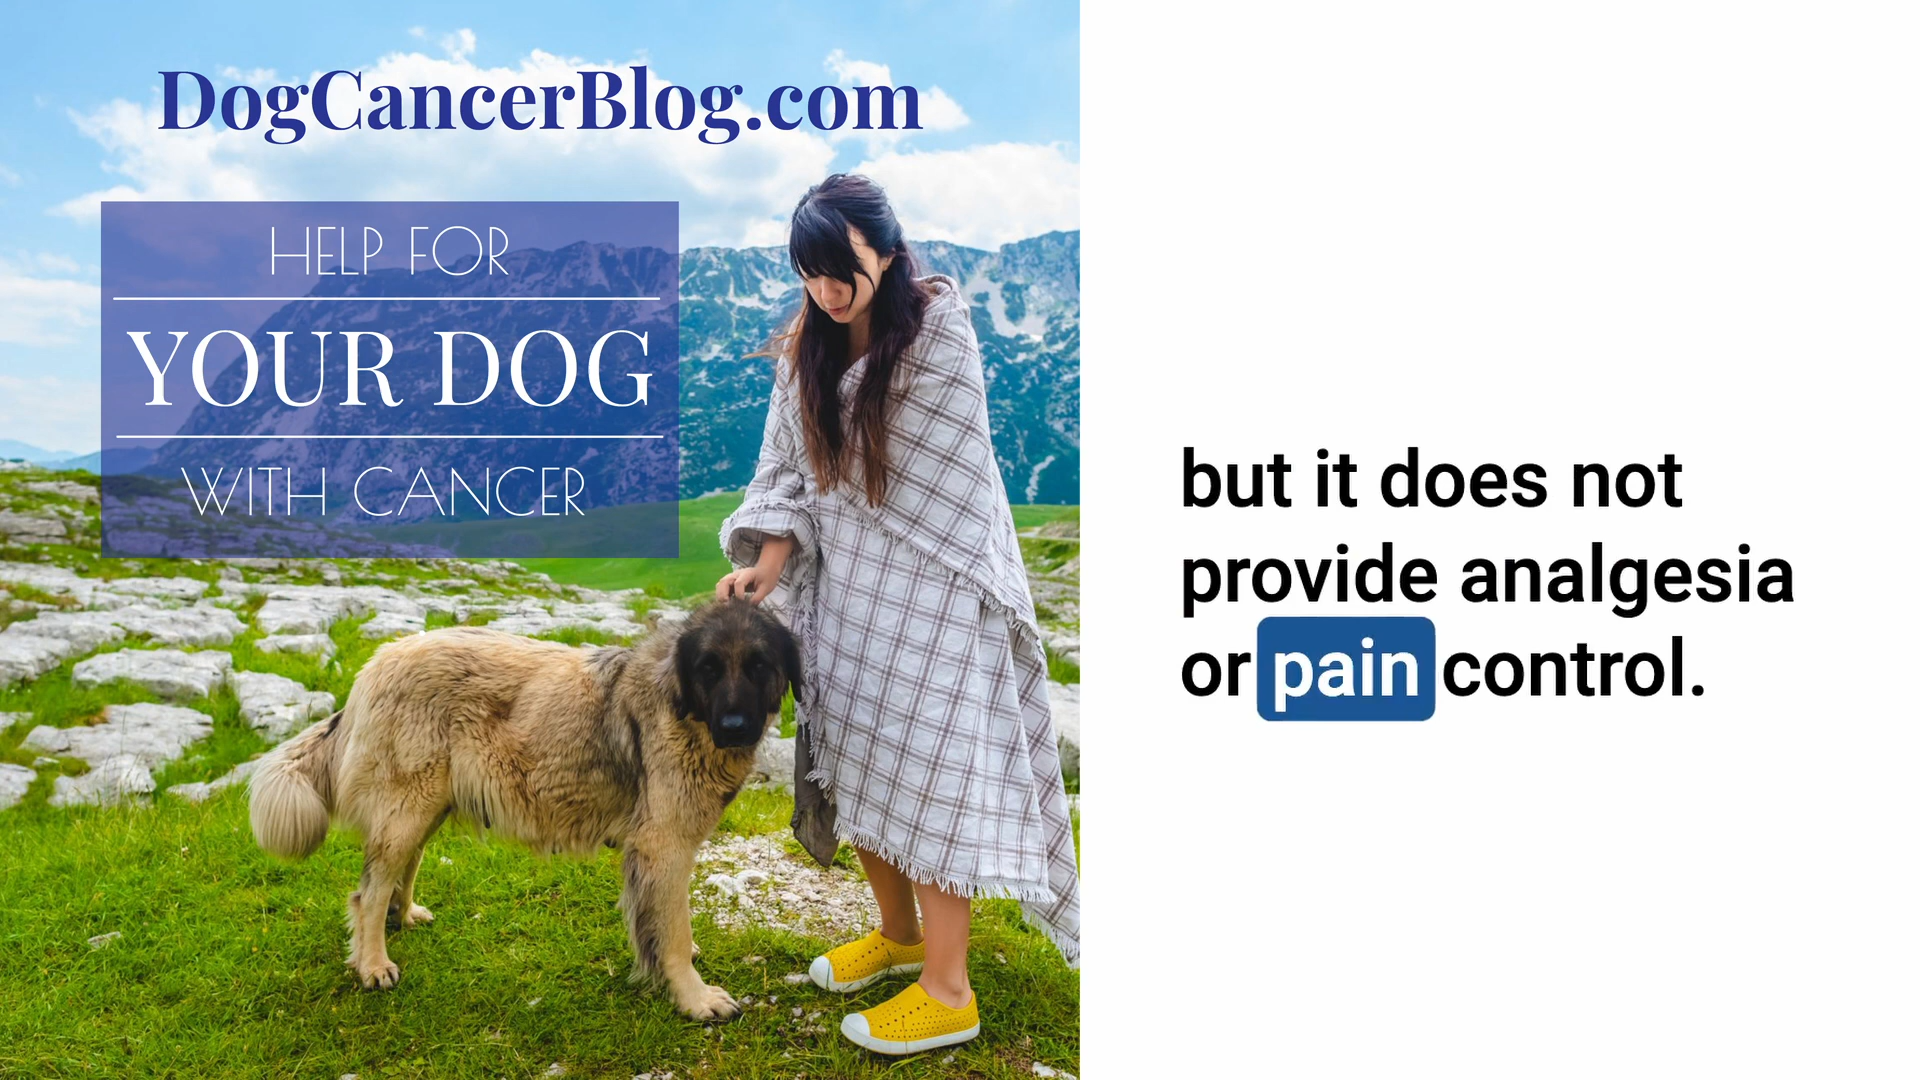 DogCancerBlog.com
HELP FOR
YOUR DOG
WITH CANCER
but it does not
provide analgesia
or pain control.